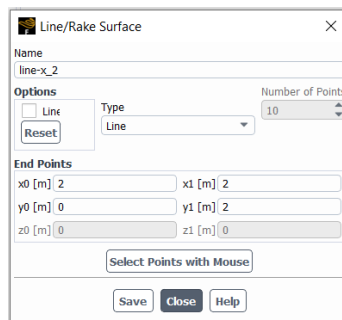 Line/Rake Surface
Name
line-x_2
Options
Line
Reset
Type
Line
Number of Points
10
End Points
x0 [m] 2
x1 [m] 2
y0 [m] 0
y1 [m] 2
z0 [m] 0
z1 [m] 0
Select Points with Mouse
Save Close Help